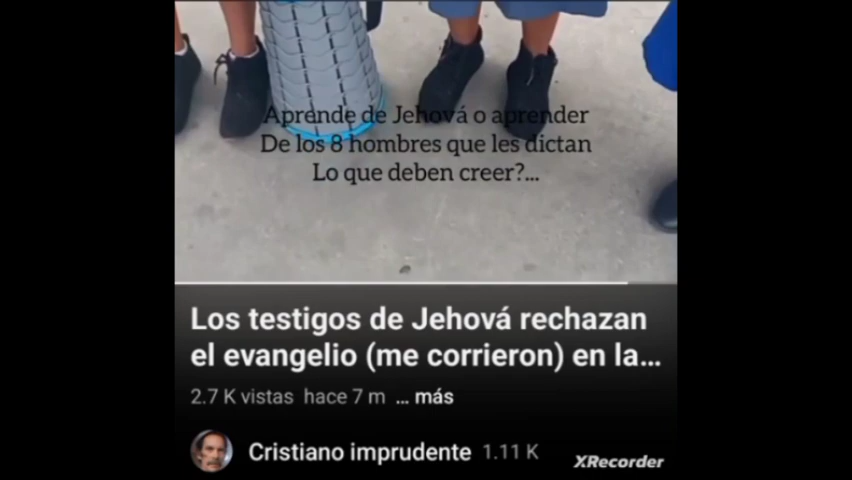 Aprende de Jehová o aprender
De los 8 hombres que les dictan
Lo que deben creer?...
Los testigos de Jehová rechazan
el evangelio (me corrieron) en la...
2.7 K vistas hace 7 m ... más
Cristiano imprudente 1.11 K
XRecorder